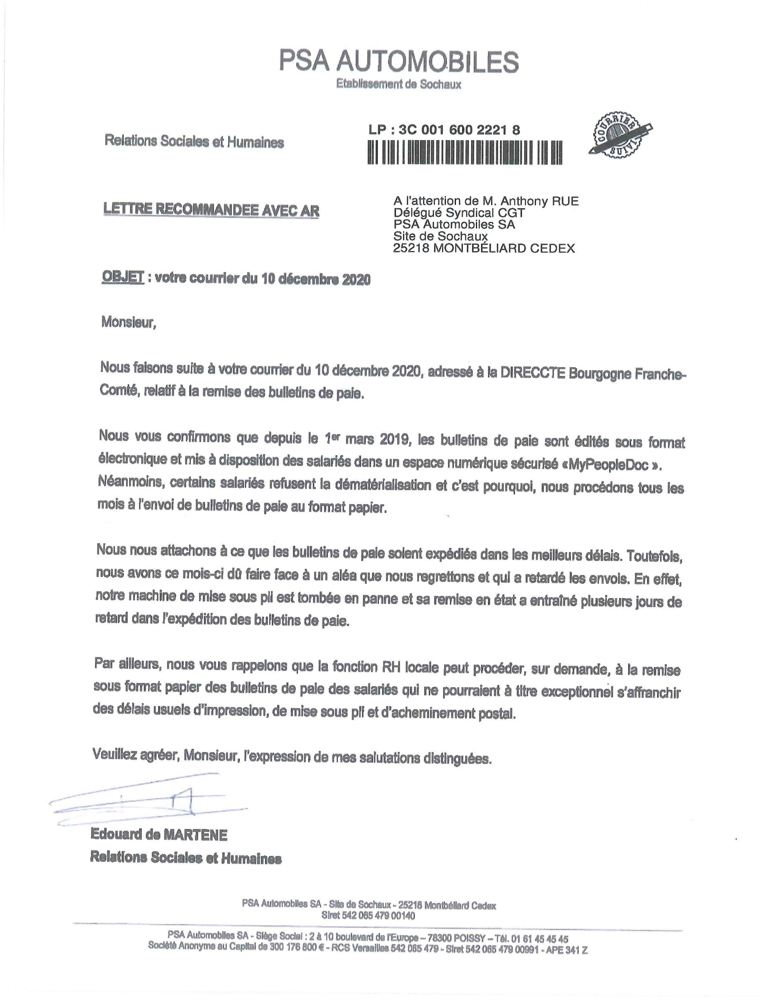 PSA AUTOMOBILES
Etablissement de Sochaux
Relations Sociales et Humaines
LP : 3C 001 600 2221 8
COURRIER
SUIVI
LETTRE RECOMMANDEE AVEC AR
A l'attention de M. Anthony RUE
Délégué Syndical CGT
PSA Automobiles SA
Site de Sochaux
25218 MONTBÉLIARD CEDEX
OBJET : votre courrier du 10 décembre 2020
Monsieur,
Nous faisons suite à votre courrier du 10 décembre 2020, adressé à la DIRECCTE Bourgogne Franche-
Comté, relatif à la remise des bulletins de paie.
Nous vous confirmons que depuis le 1er mars 2019, les bulletins de paie sont édités sous format
électronique et mis à disposition des salariés dans un espace numérique sécurisé «MyPeopleDoc ».
Néanmoins, certains salariés refusent la dématérialisation et c'est pourquoi, nous procédons tous les
mois à l'envoi de bulletins de paie au format papier.
Nous nous attachons à ce que les bulletins de paie soient expédiés dans les meilleurs délais. Toutefois,
nous avons ce mois-ci dû faire face à un aléa que nous regrettons et qui a retardé les envois. En effet,
notre machine de mise sous pli est tombée en panne et sa remise en état a entraîné plusieurs jours de
retard dans l'expédition des bulletins de paie.
Par ailleurs, nous vous rappelons que la fonction RH locale peut procéder, sur demande, à la remise
sous format papier des bulletins de paie des salariés qui ne pourraient à titre exceptionnel s'affranchir
des délais usuels d'impression, de mise sous pli et d'acheminement postal.
Veuillez agréer, Monsieur, l'expression de mes salutations distinguées.
Edouard de MARTENE
Relations Sociales et Humaines
PSA Automobiles SA - Site de Sochaux - 25218 Montbéliard Cedex
Siret 542 065 479 00140
PSA Automobiles SA - Siège Social : 2 à 10 boulevard de l'Europe – 78300 POISSY – Tél. 01 61 45 45 45
Société Anonyme au Capital de 300 176 800 € - RCS Versailles 542 065 479 - Siret 542 065 479 00991 - APE 341 Z